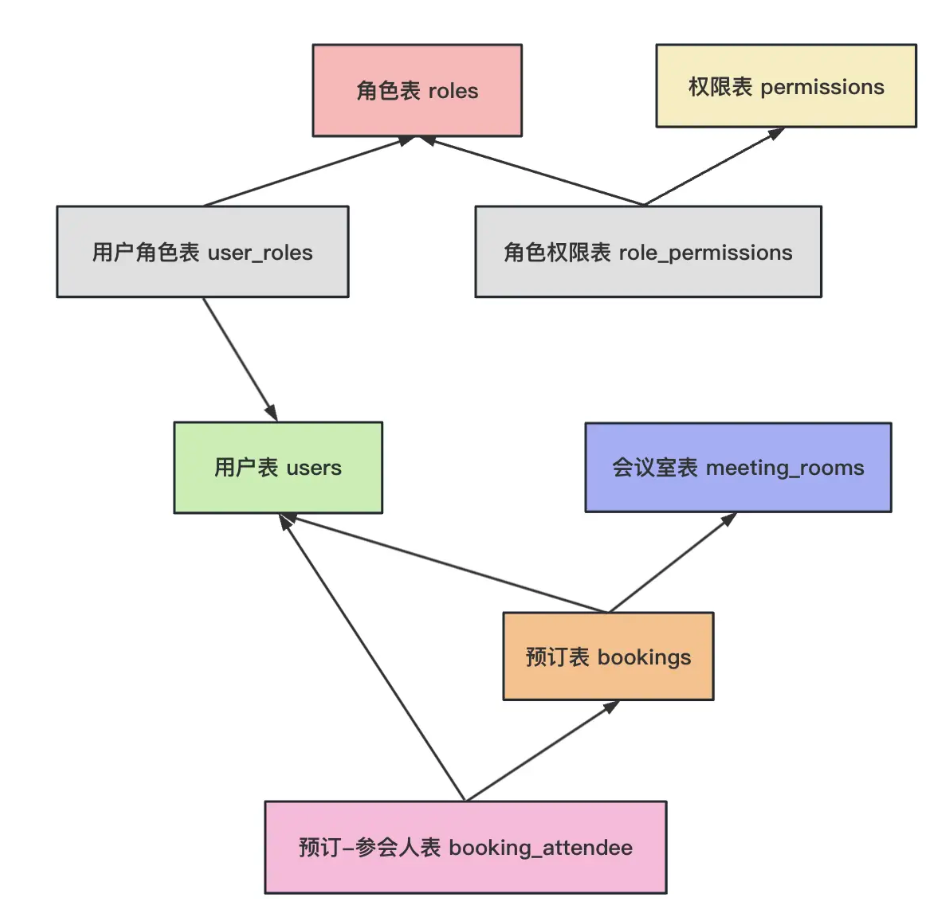 角色表 roles
权限表 permissions
用户角色表 user_roles
角色权限表 role_permissions
用户表 users
会议室表 meeting_rooms
预订表 bookings
预订-参会人表 booking_attendee